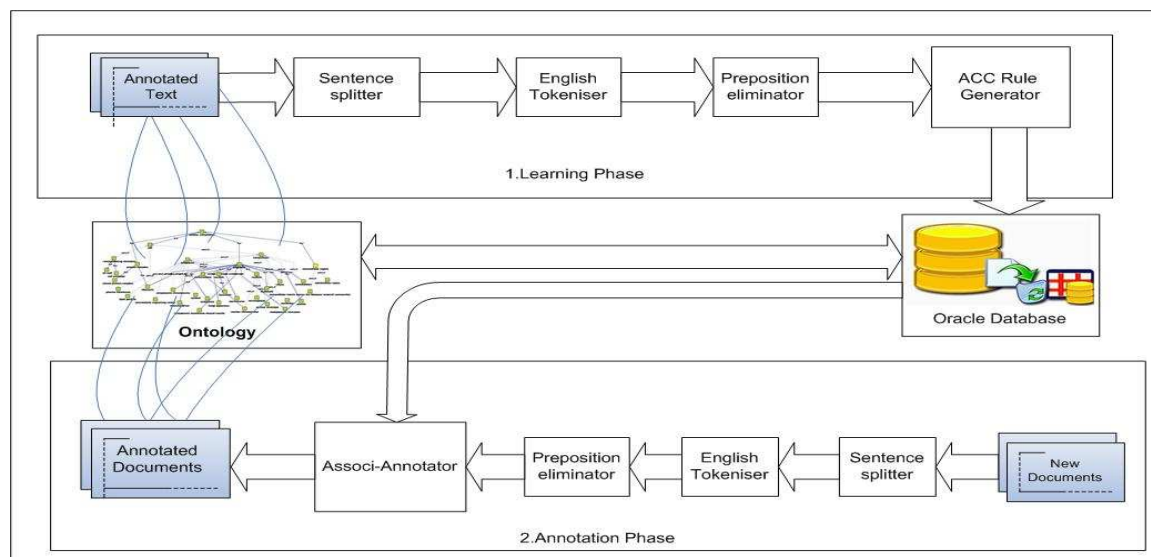 Annotated
Text
Sentence
splitter
English
Tokeniser
Preposition
eliminator
ACC Rule
Generator
1.Learning Phase
Ontology
Oracle Database
Annotated
Documents
Associ-Annotator
Preposition
eliminator
English
Tokeniser
Sentence
splitter
New
Documents
2.Annotation Phase